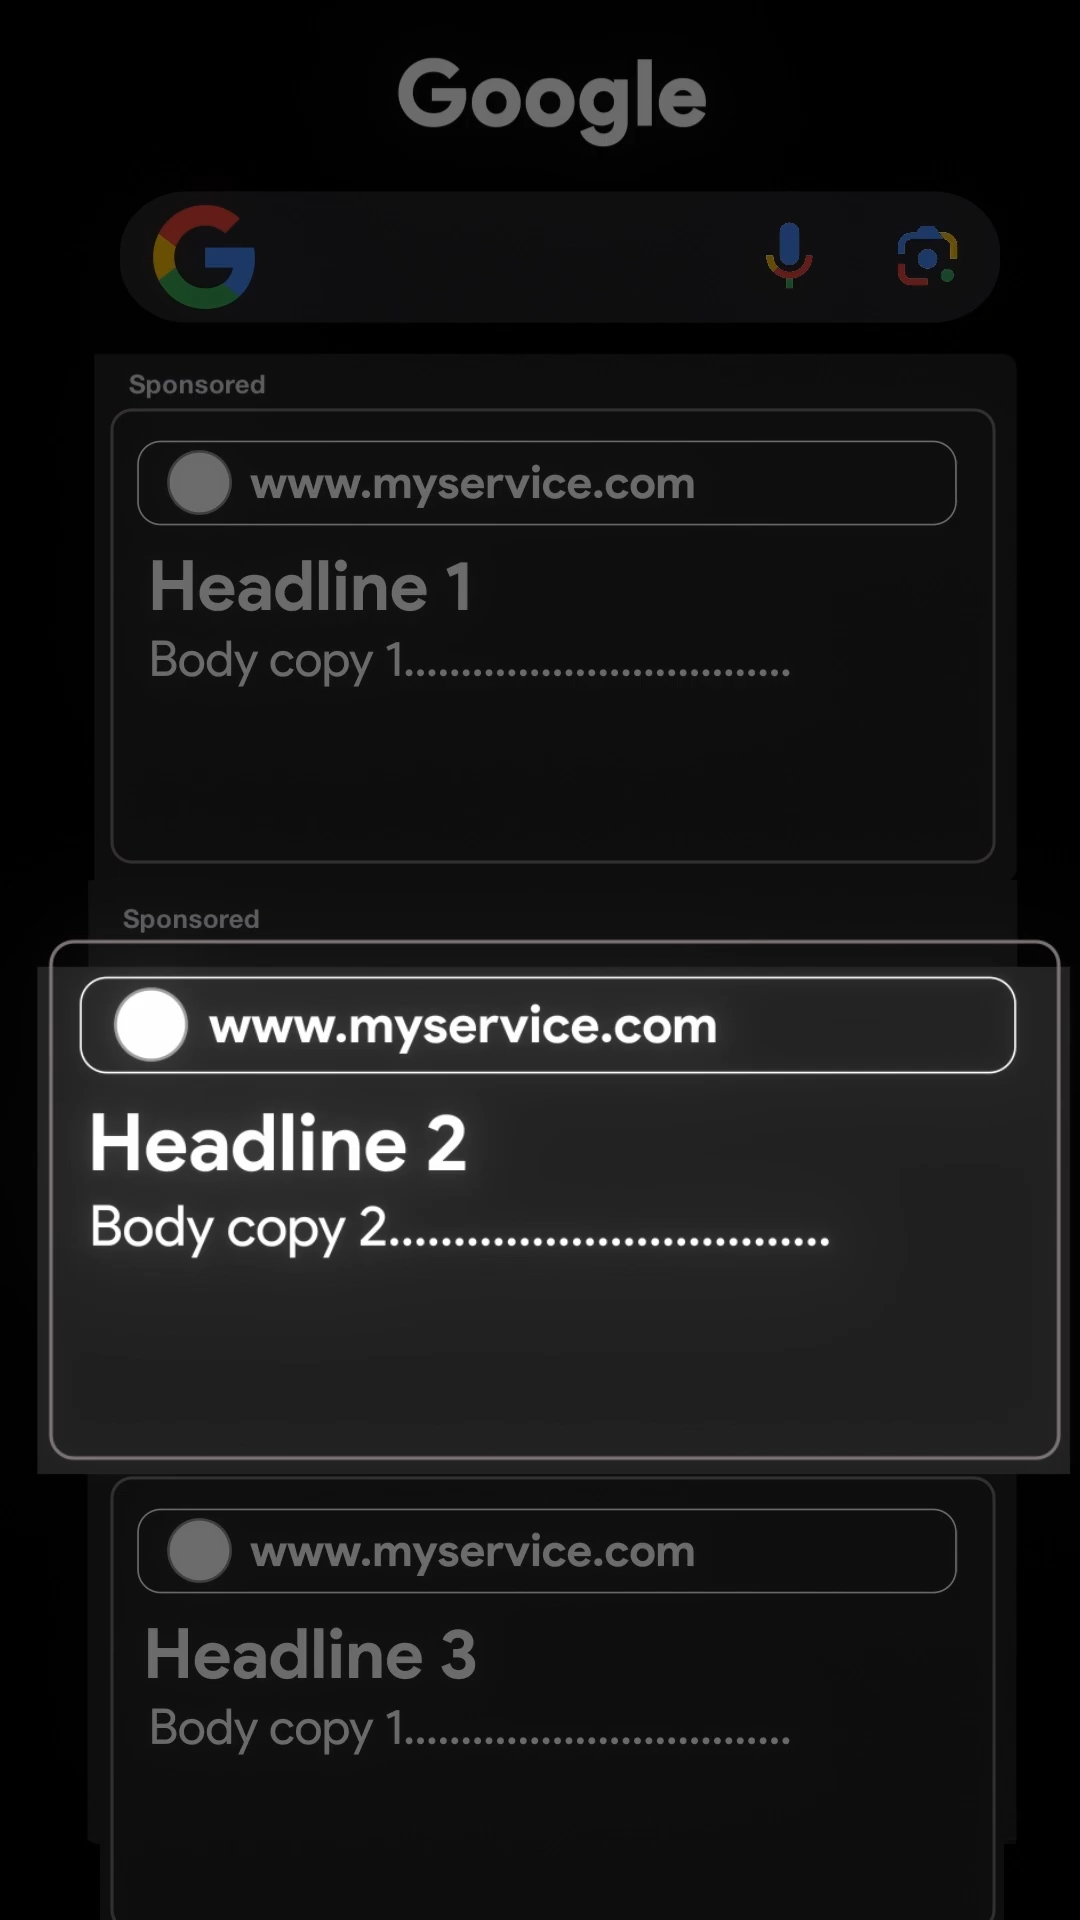 Google
Sponsored
www.myservice.com
Headline 1
Body copy 1..................................
Sponsored
www.myservice.com
Headline 2
Body copy 2..................................
www.myservice.com
Headline 3
Body copy 1..................................